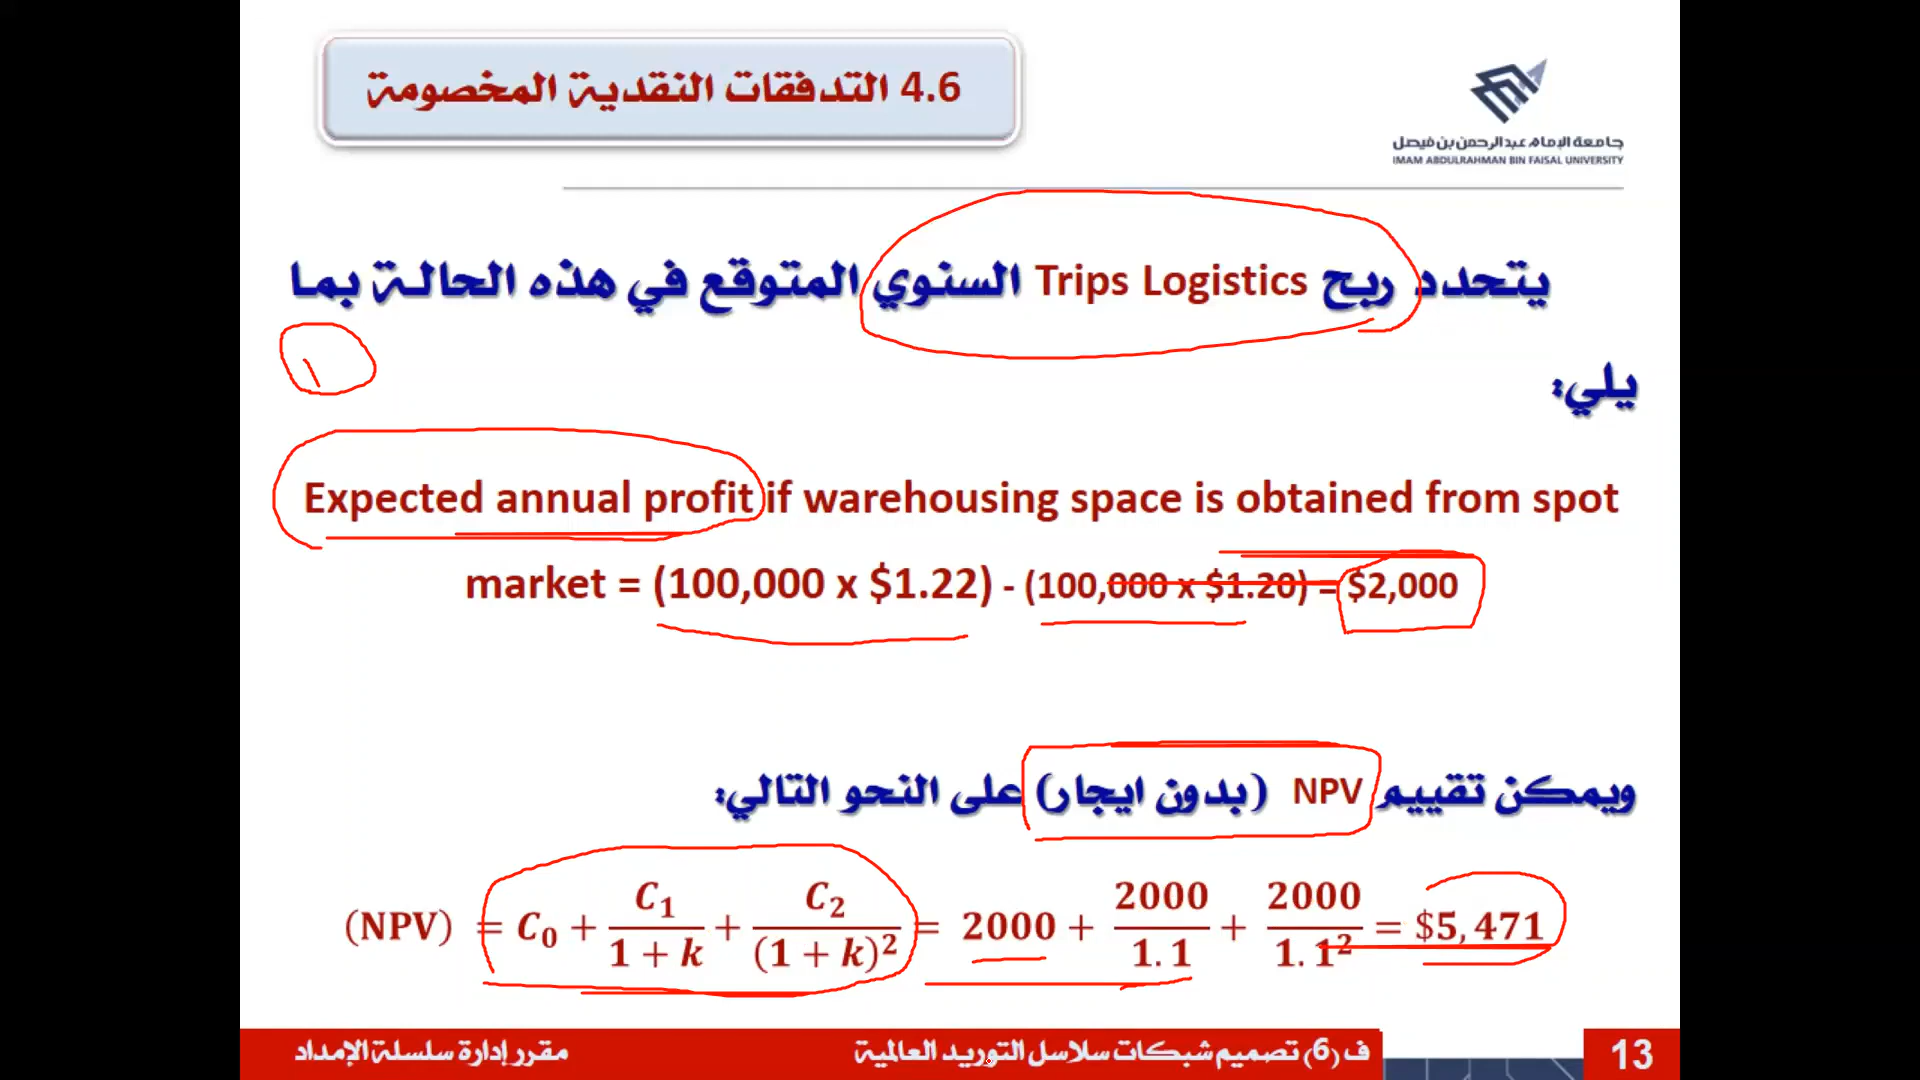 4.6 التدفقات النقدية المخصومة
جامعة الإمام عبدالرحمن بن فيصل
IMAM ABDULRAHMAN BIN FAISAL UNIVERSITY
يتحدد ربح Trips Logistics السنوي المتوقع في هذه الحالة بما
يلي:
١
Expected annual profit if warehousing space is obtained from spot
market = (100,000 x $1.22) - (100,000 x $1.20) = $2,000
ويمكن تقييم NPV (بدون ايجار) على النحو التالي:
(NPV) = C₀ + C₁/(1 + k) + C₂/(1 + k)² = 2000 + 2000/1.1 + 2000/1.1² = $5,471
مقرر إدارة سلسلة الإمداد
ف (6) تصميم شبكات سلاسل التوريد العالمية
13